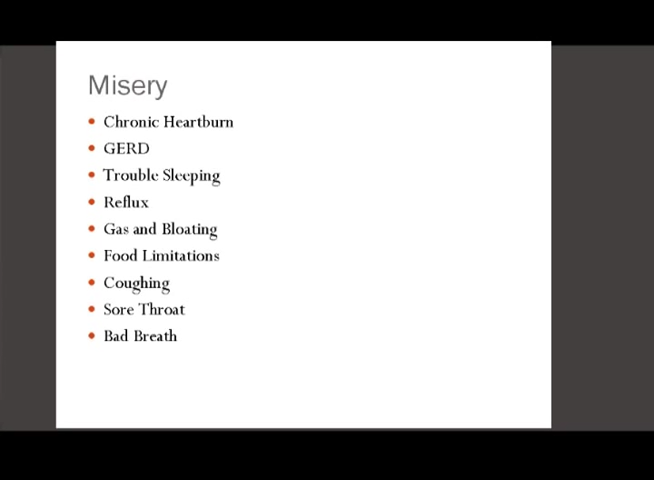 Misery
• Chronic Heartburn
• GERD
• Trouble Sleeping
• Reflux
• Gas and Bloating
• Food Limitations
• Coughing
• Sore Throat
• Bad Breath